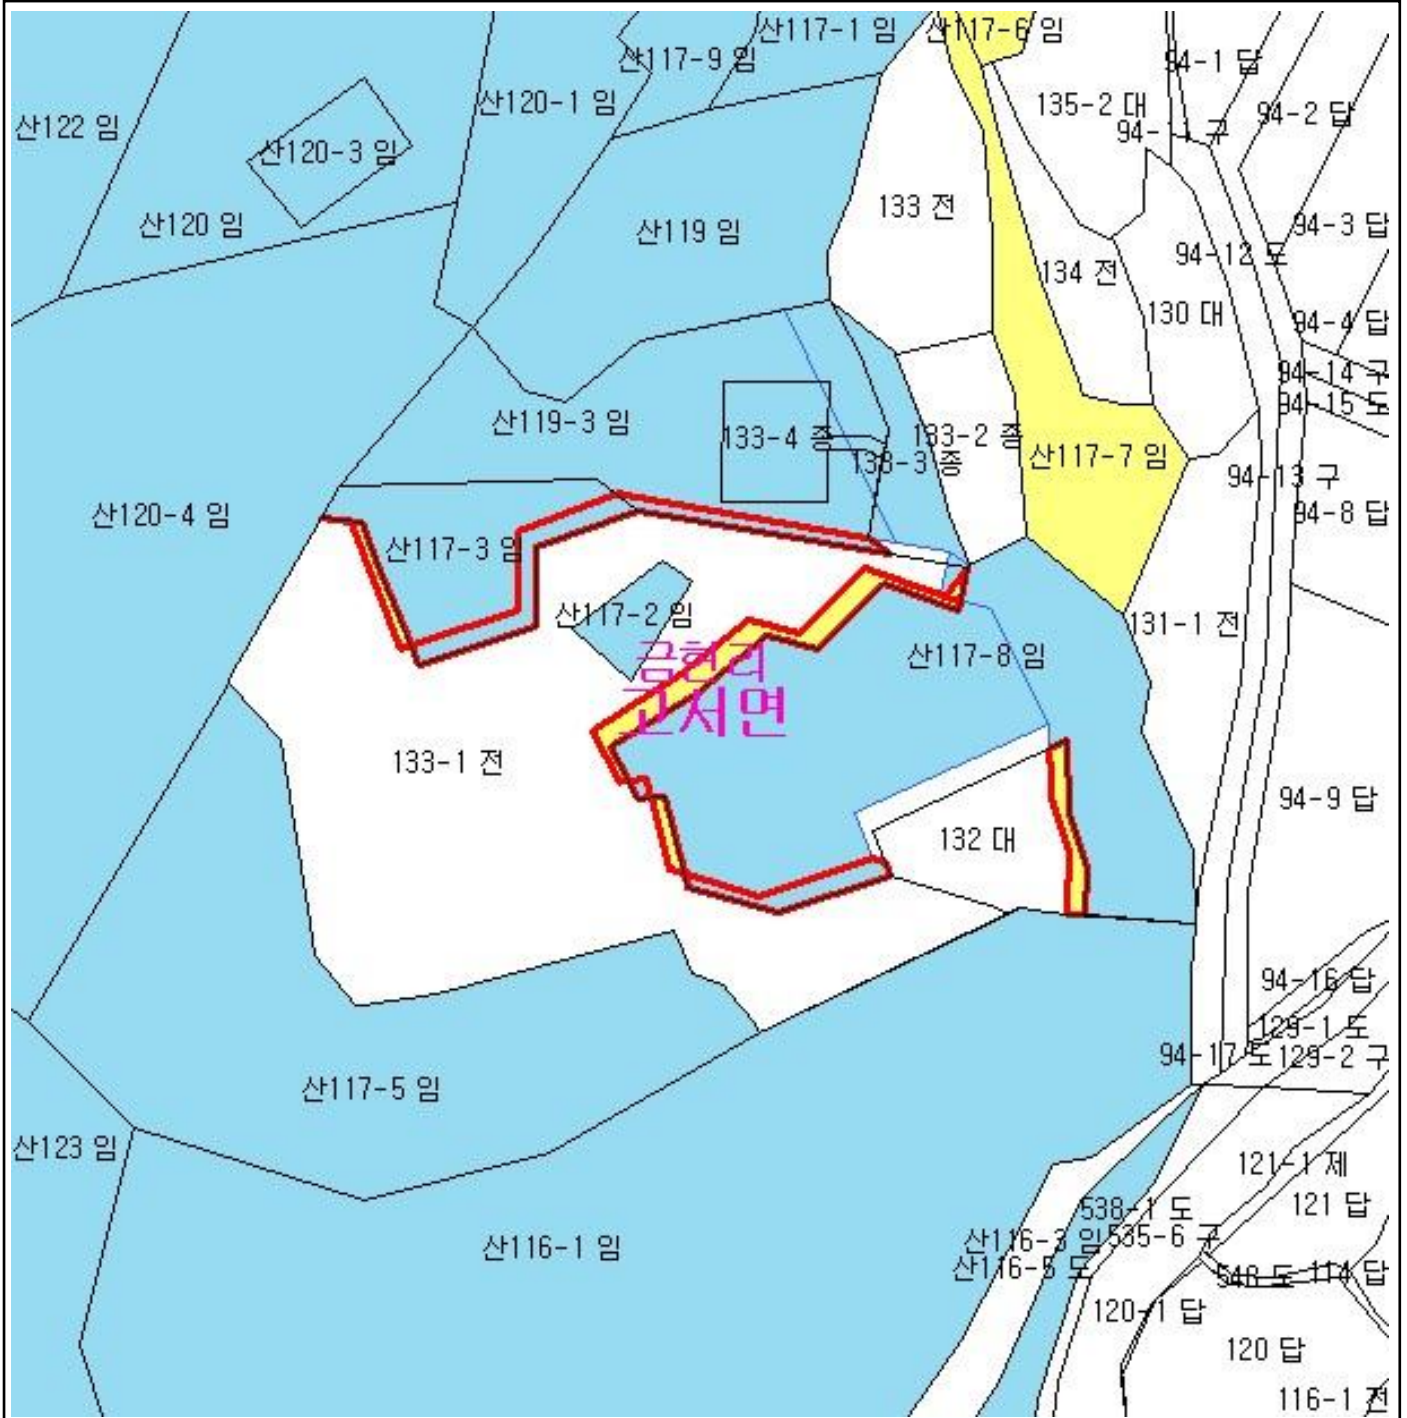 산117-1 임
산117-6 임
산117-9 임
94-1 답
산120-1 임
135-2 대
94-2 답
산122 임
산120-3 임
133 전
산120 임
산119 임
94-3 답
94-12 도
134 전
130 대
94-4 답
94-14 구
94-15 도
산119-3 임
133-4 종
133-2 종
산117-7 임
133-3 종
94-13 구
산120-4 임
94-8 답
산117-3 임
산117-2 임
131-1 전
산117-8 임
금현리
고서면
133-1 전
94-9 답
132 대
94-16 답
129-1 도
94-17 도
129-2 구
산117-5 임
산123 임
121-1 제
121 답
538-1 도
산116-3 임
535-6 구
산116-1 임
산116-5 도
114 답
120-1 답
120 답
116-1 전